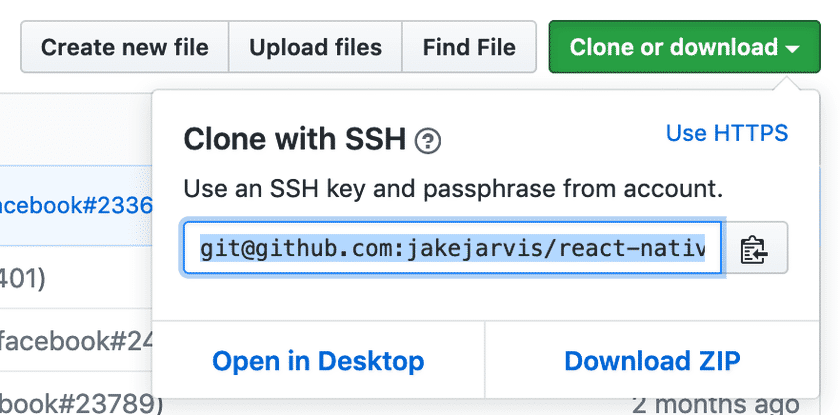 Create new file Upload files Find File Clone or download
Clone with SSH ? Use HTTPS
acebook#2336
Use an SSH key and passphrase from account.
git@github.com:jakejarvis/react-nativ
401)
facebook#24
Open in Desktop Download ZIP
book#23789) 2 months ago